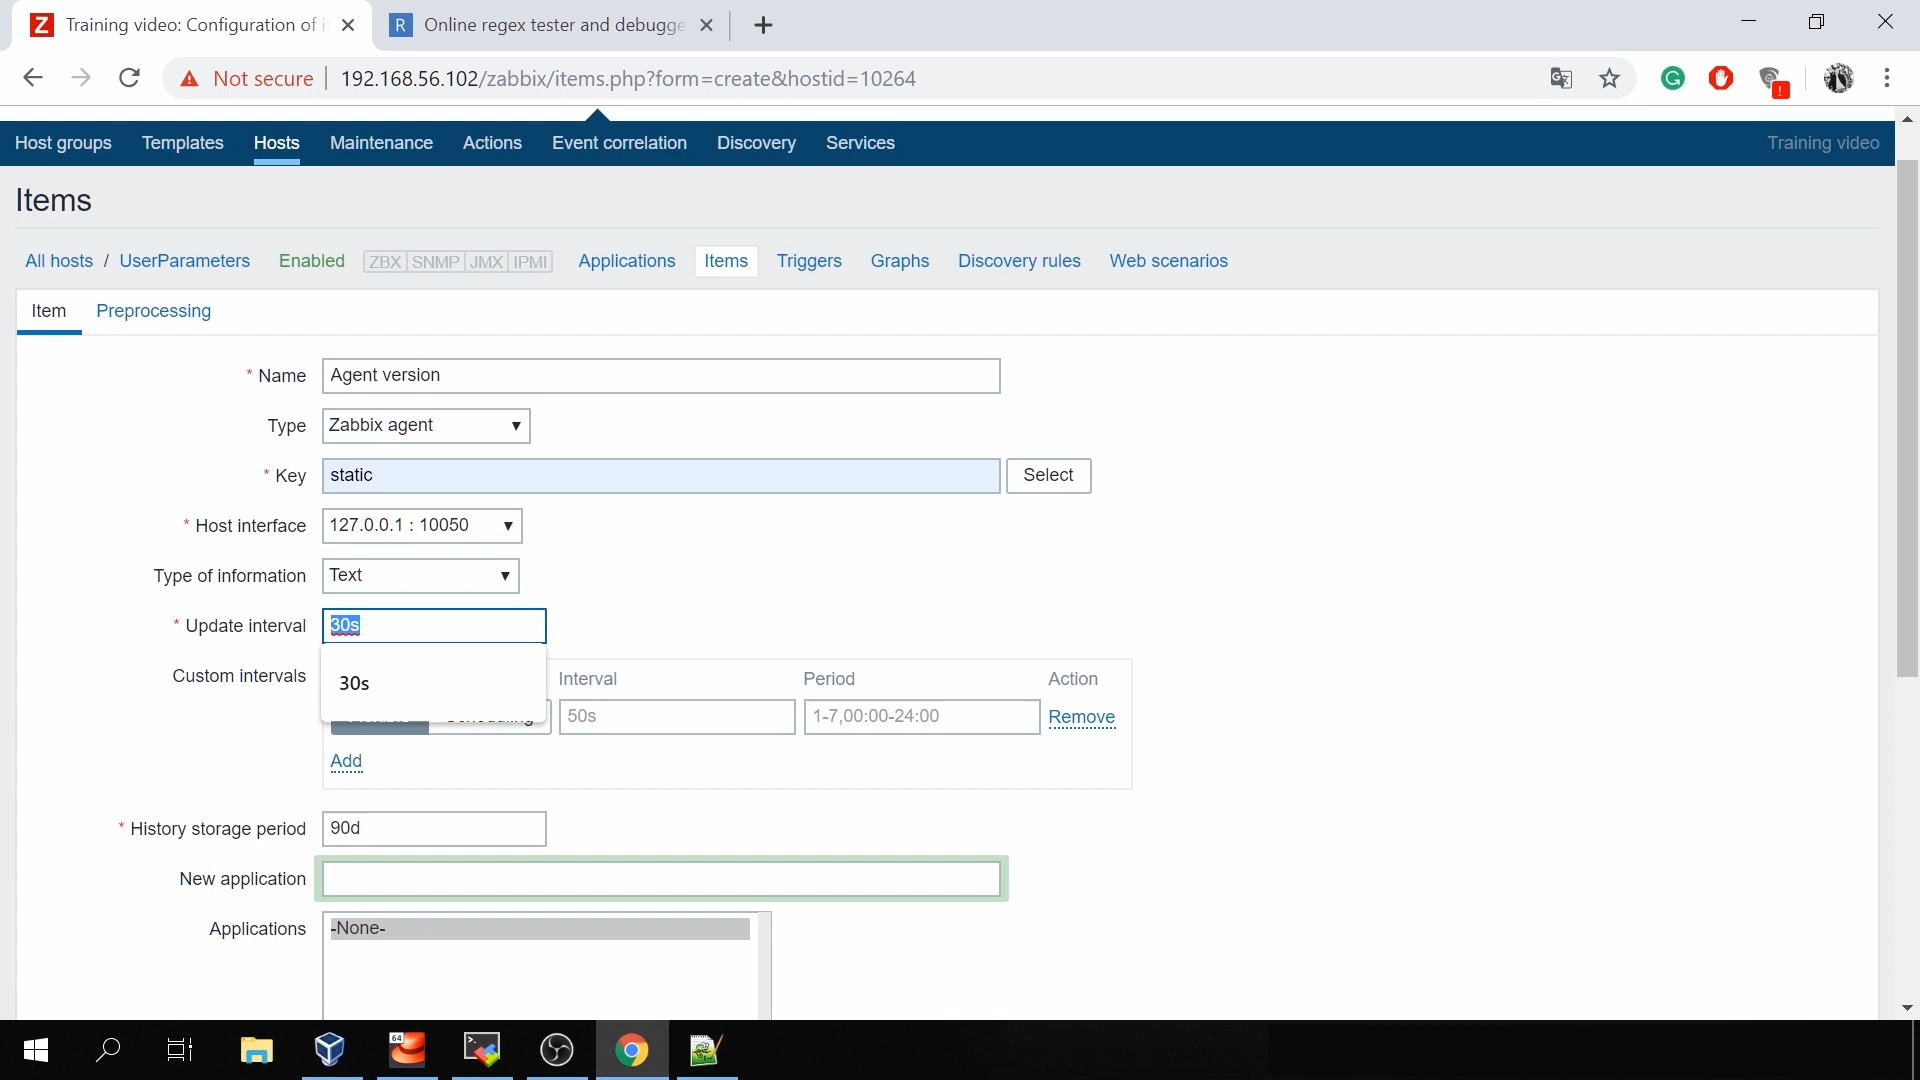 Training video: Configuration of i
Online regex tester and debugge
Not secure
192.168.56.102/zabbix/items.php?form=create&hostid=10264
Host groups Templates Hosts Maintenance Actions Event correlation Discovery Services Training video
Items
All hosts / UserParameters Enabled ZBX SNMP JMX IPMI Applications Items Triggers Graphs Discovery rules Web scenarios
Item Preprocessing
* Name Agent version
Type Zabbix agent
* Key static Select
* Host interface 127.0.0.1 : 10050
Type of information Text
* Update interval 30s
30s
Custom intervals Interval Period Action
Scheduling 50s 1-7,00:00-24:00 Remove
Add
* History storage period 90d
New application
Applications -None-
64